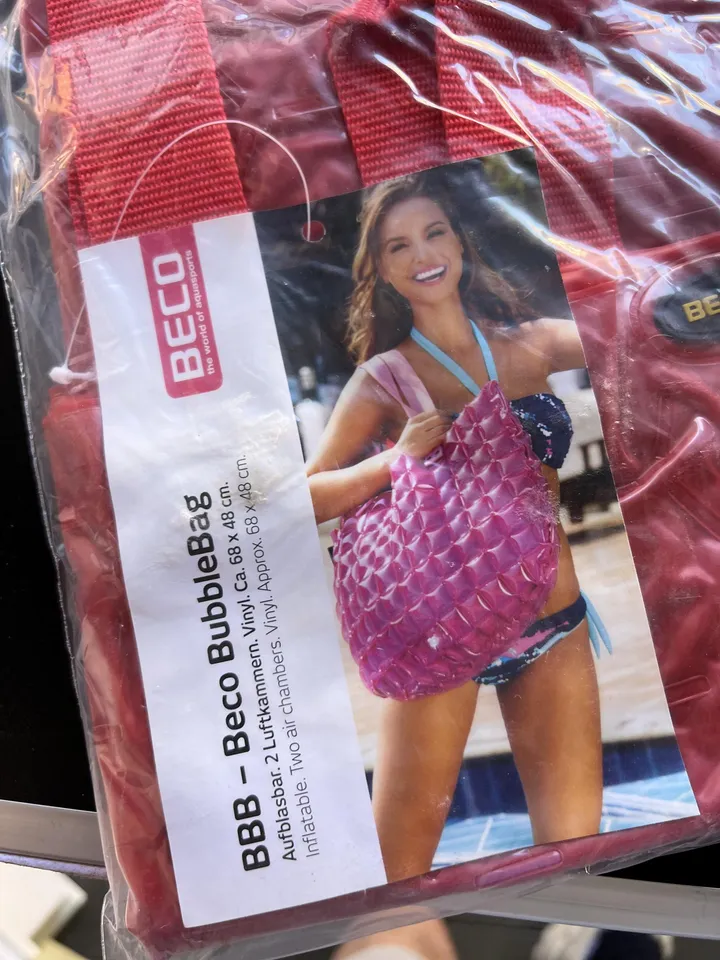 BECO
the world of aquasports
BBB – Beco BubbleBag
Aufblasbar. 2 Luftkammern. Vinyl. Ca. 68 x 48 cm.
Inflatable. Two air chambers. Vinyl. Approx. 68 x 48 cm.
BE